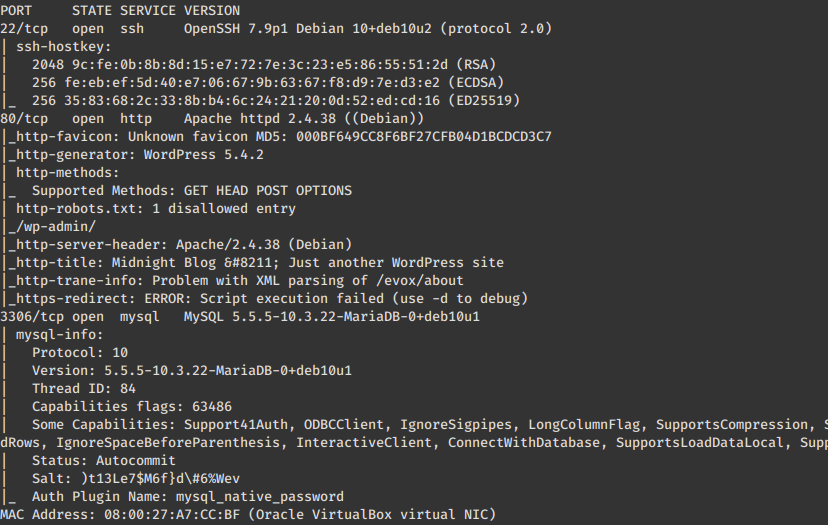 PORT     STATE SERVICE VERSION
22/tcp   open  ssh     OpenSSH 7.9p1 Debian 10+deb10u2 (protocol 2.0)
| ssh-hostkey:
|   2048 9c:fe:0b:8b:8d:15:e7:72:7e:3c:23:e5:86:55:51:2d (RSA)
|   256 fe:eb:ef:5d:40:e7:06:67:9b:63:67:f8:d9:7e:d3:e2 (ECDSA)
|_  256 35:83:68:2c:33:8b:b4:6c:24:21:20:0d:52:ed:cd:16 (ED25519)
80/tcp   open  http    Apache httpd 2.4.38 ((Debian))
|_http-favicon: Unknown favicon MD5: 000BF649CC8F6BF27CFB04D1BCDCD3C7
|_http-generator: WordPress 5.4.2
| http-methods:
|_  Supported Methods: GET HEAD POST OPTIONS
| http-robots.txt: 1 disallowed entry
|_/wp-admin/
|_http-server-header: Apache/2.4.38 (Debian)
|_http-title: Midnight Blog &#8211; Just another WordPress site
|_http-trane-info: Problem with XML parsing of /evox/about
|_https-redirect: ERROR: Script execution failed (use -d to debug)
3306/tcp open  mysql   MySQL 5.5.5-10.3.22-MariaDB-0+deb10u1
| mysql-info:
|   Protocol: 10
|   Version: 5.5.5-10.3.22-MariaDB-0+deb10u1
|   Thread ID: 84
|   Capabilities flags: 63486
|   Some Capabilities: Support41Auth, ODBCClient, IgnoreSigpipes, LongColumnFlag, SupportsCompression,
dRows, IgnoreSpaceBeforeParenthesis, InteractiveClient, ConnectWithDatabase, SupportsLoadDataLocal,
|   Status: Autocommit
|   Salt: )t13Le7$M6f}d\#6%Wev
|_  Auth Plugin Name: mysql_native_password
MAC Address: 08:00:27:A7:CC:BF (Oracle VirtualBox virtual NIC)